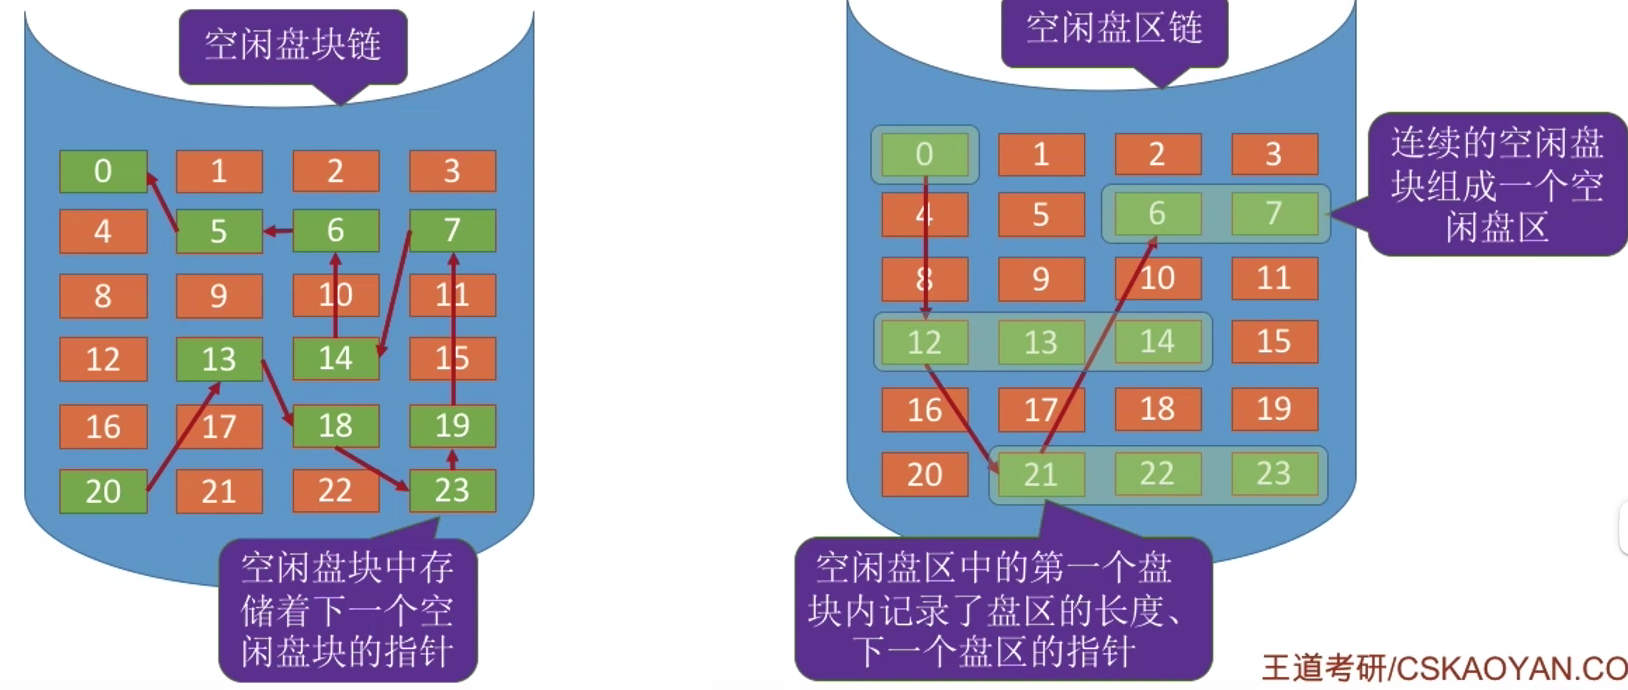 空闲盘块链
0 1 2 3
4 5 6 7
8 9 10 11
12 13 14 15
16 17 18 19
20 21 22 23
空闲盘块中存
储着下一个空
闲盘块的指针
空闲盘区链
0 1 2 3
4 5 6 7
8 9 10 11
12 13 14 15
16 17 18 19
20 21 22 23
连续的空闲盘
块组成一个空
闲盘区
空闲盘区中的第一个盘
块内记录了盘区的长度、
下一个盘区的指针
王道考研/CSKAOYAN.CO